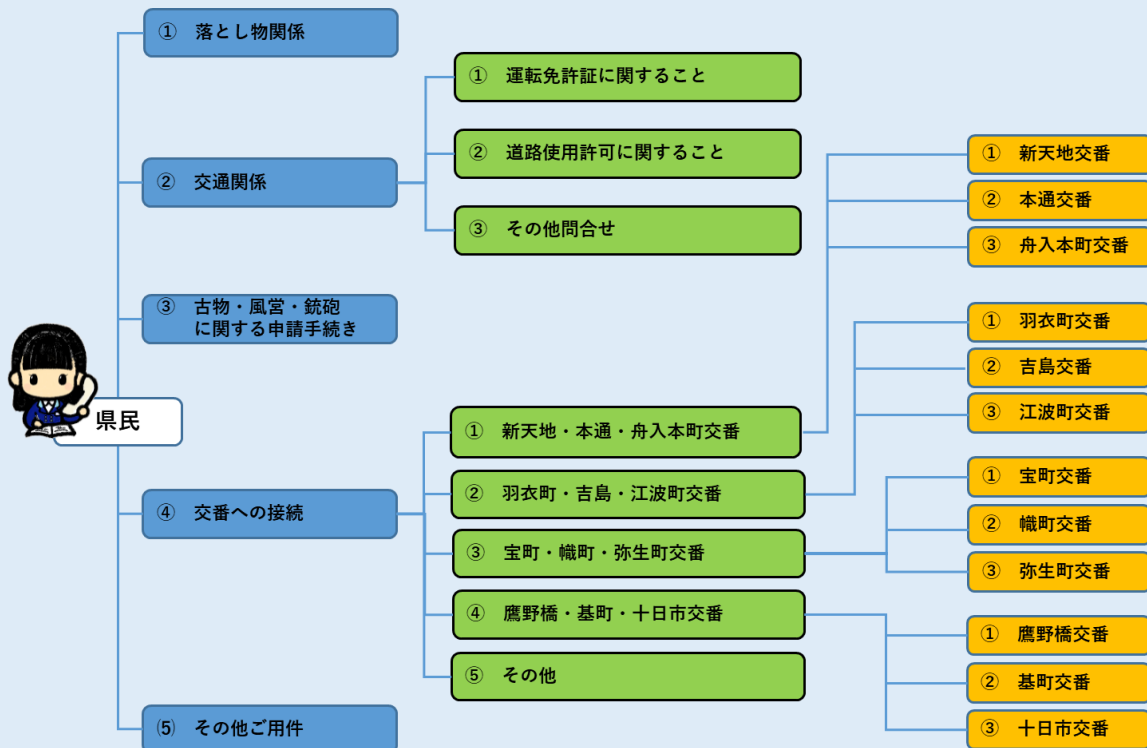 県民
① 落とし物関係
② 交通関係
① 運転免許証に関すること
② 道路使用許可に関すること
③ その他問合せ
③ 古物・風営・銃砲
に関する申請手続き
④ 交番への接続
① 新天地・本通・舟入本町交番
① 新天地交番
② 本通交番
③ 舟入本町交番
② 羽衣町・吉島・江波町交番
① 羽衣町交番
② 吉島交番
③ 江波町交番
③ 宝町・幟町・弥生町交番
① 宝町交番
② 幟町交番
③ 弥生町交番
④ 鷹野橋・基町・十日市交番
① 鷹野橋交番
② 基町交番
③ 十日市交番
⑤ その他
⑸ その他ご用件